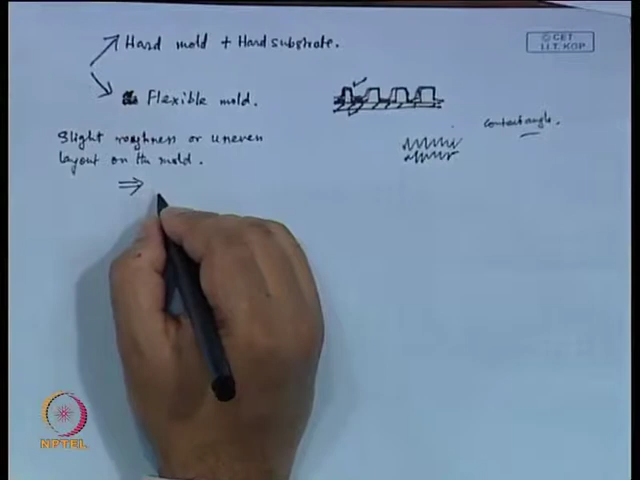 Hard mold + Hard substrate.
© CET
I.I.T. KGP
Flexible mold.
contact angle.
Slight roughness or uneven
layout on the mold.
⇒
NPTEL